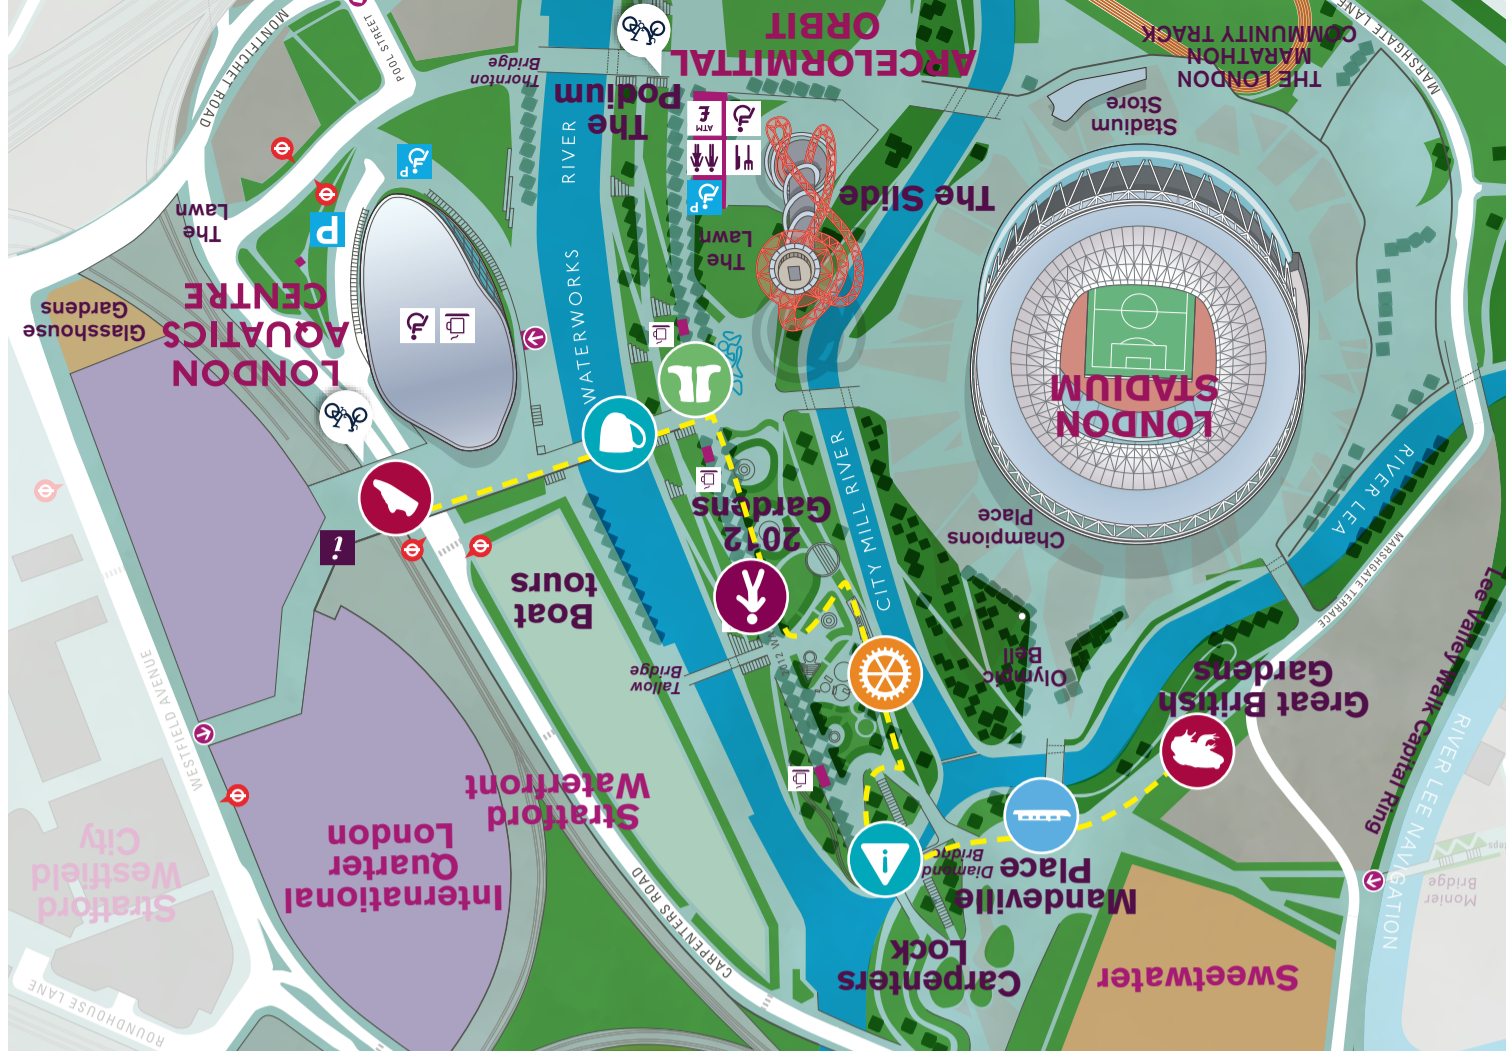 ROUNDHOUSE LANE
Sweetwater
Carpenters
Lock
Mandeville
Place
Diamond
Bridge
Monier
Bridge
Stratford
Westfield
City
International
Quarter
London
Stratford
Waterfront
CARPENTERS ROAD
WESTFIELD AVENUE
RIVER LEE NAVIGATION
Lee Valley Walk Capital Ring
Great British
Gardens
Olympic
Bell
Tallow
Bridge
Boat
tours
i
i
2012
Gardens
CITY MILL RIVER
Champions
Place
MARSHGATE TERRACE
RIVER LEA
LONDON
STADIUM
LONDON
AQUATICS
CENTRE
Glasshouse
Gardens
The
Lawn
P
P
WATERWORKS RIVER
The
Lawn
P
The Slide
The
Podium
ATM
£
Thornton
Bridge
ARCELORMITTAL
ORBIT
Stadium
Store
THE LONDON
MARATHON
COMMUNITY TRACK
MARSHGATE LANE
MONTFICHET ROAD
POOL STREET